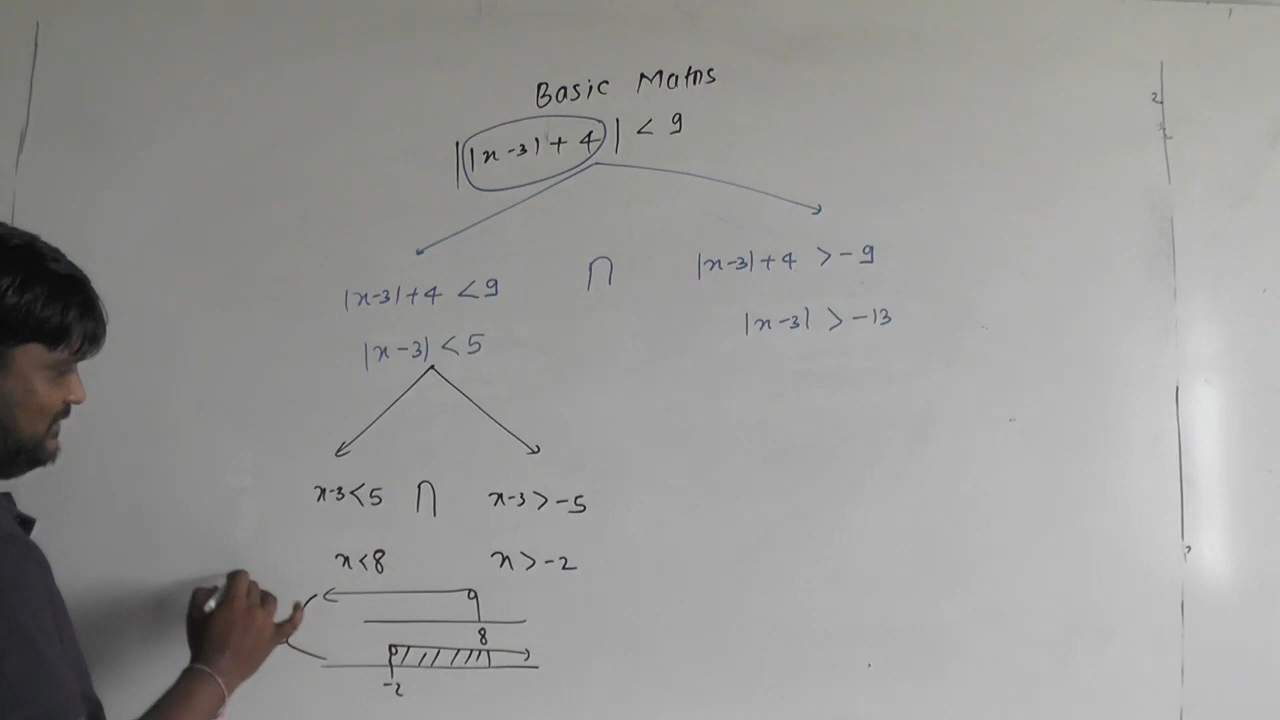 Basic Maths
||x-3|+4| < 9
|x-3|+4 < 9 ∩ |x-3|+4 > -9
|x-3| < 5 |x-3| > -13
x-3 < 5 ∩ x-3 > -5
x < 8 x > -2
8
-2